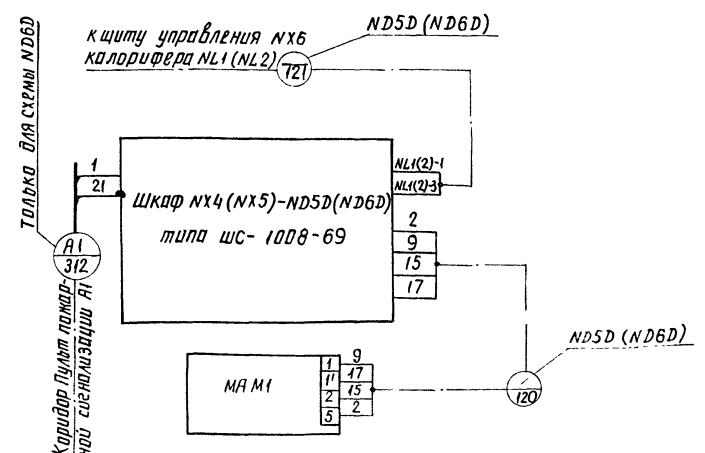 к щиту управления NX6
калорифера NL1 (NL2)
721
ND5D (ND6D)
Только для схемы ND6D
1
21
A1
312
Коридор Пульт пожар-
ной сигнализации A1
Шкаф NX4 (NX5)-ND5D(ND6D)
типа ШС-1008-69
NL1(2)-1
NL1(2)-3
2
9
15
17
MA M1
1 9
1' 17
2 15
5 2
ND5D (ND6D)
120